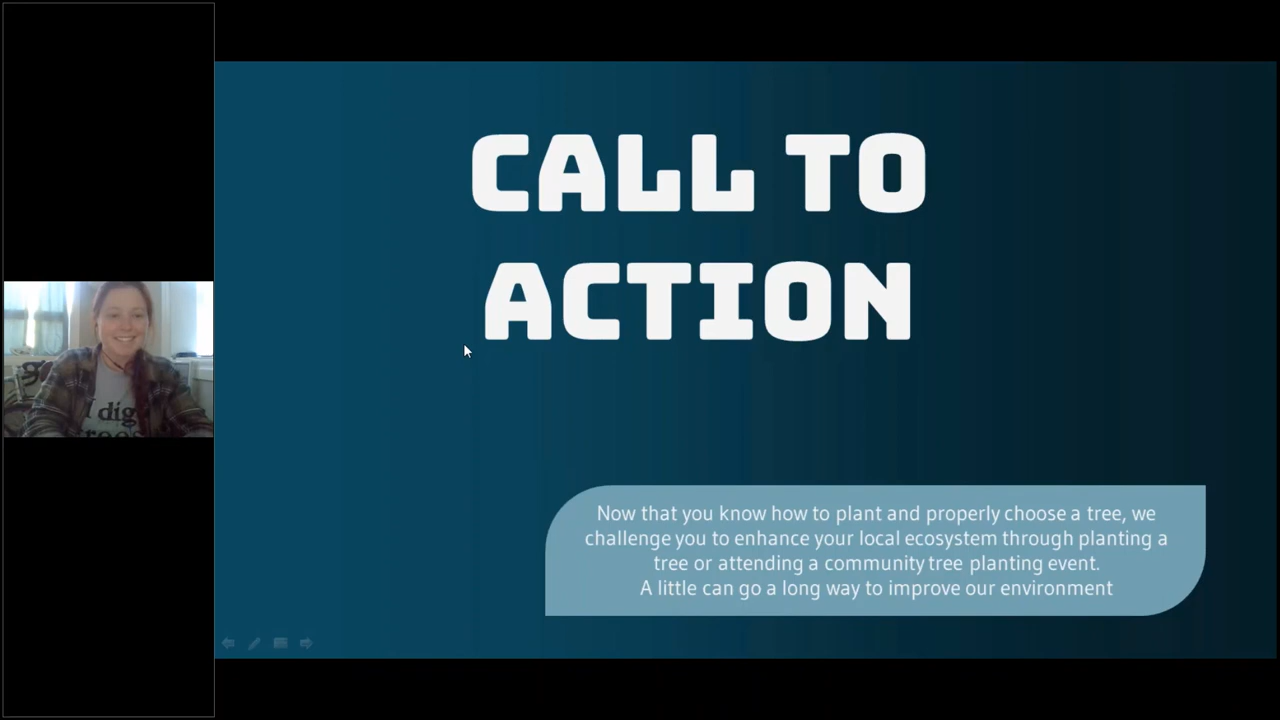 CALL TO
ACTION
I dig
trees
Now that you know how to plant and properly choose a tree, we
challenge you to enhance your local ecosystem through planting a
tree or attending a community tree planting event.
A little can go a long way to improve our environment